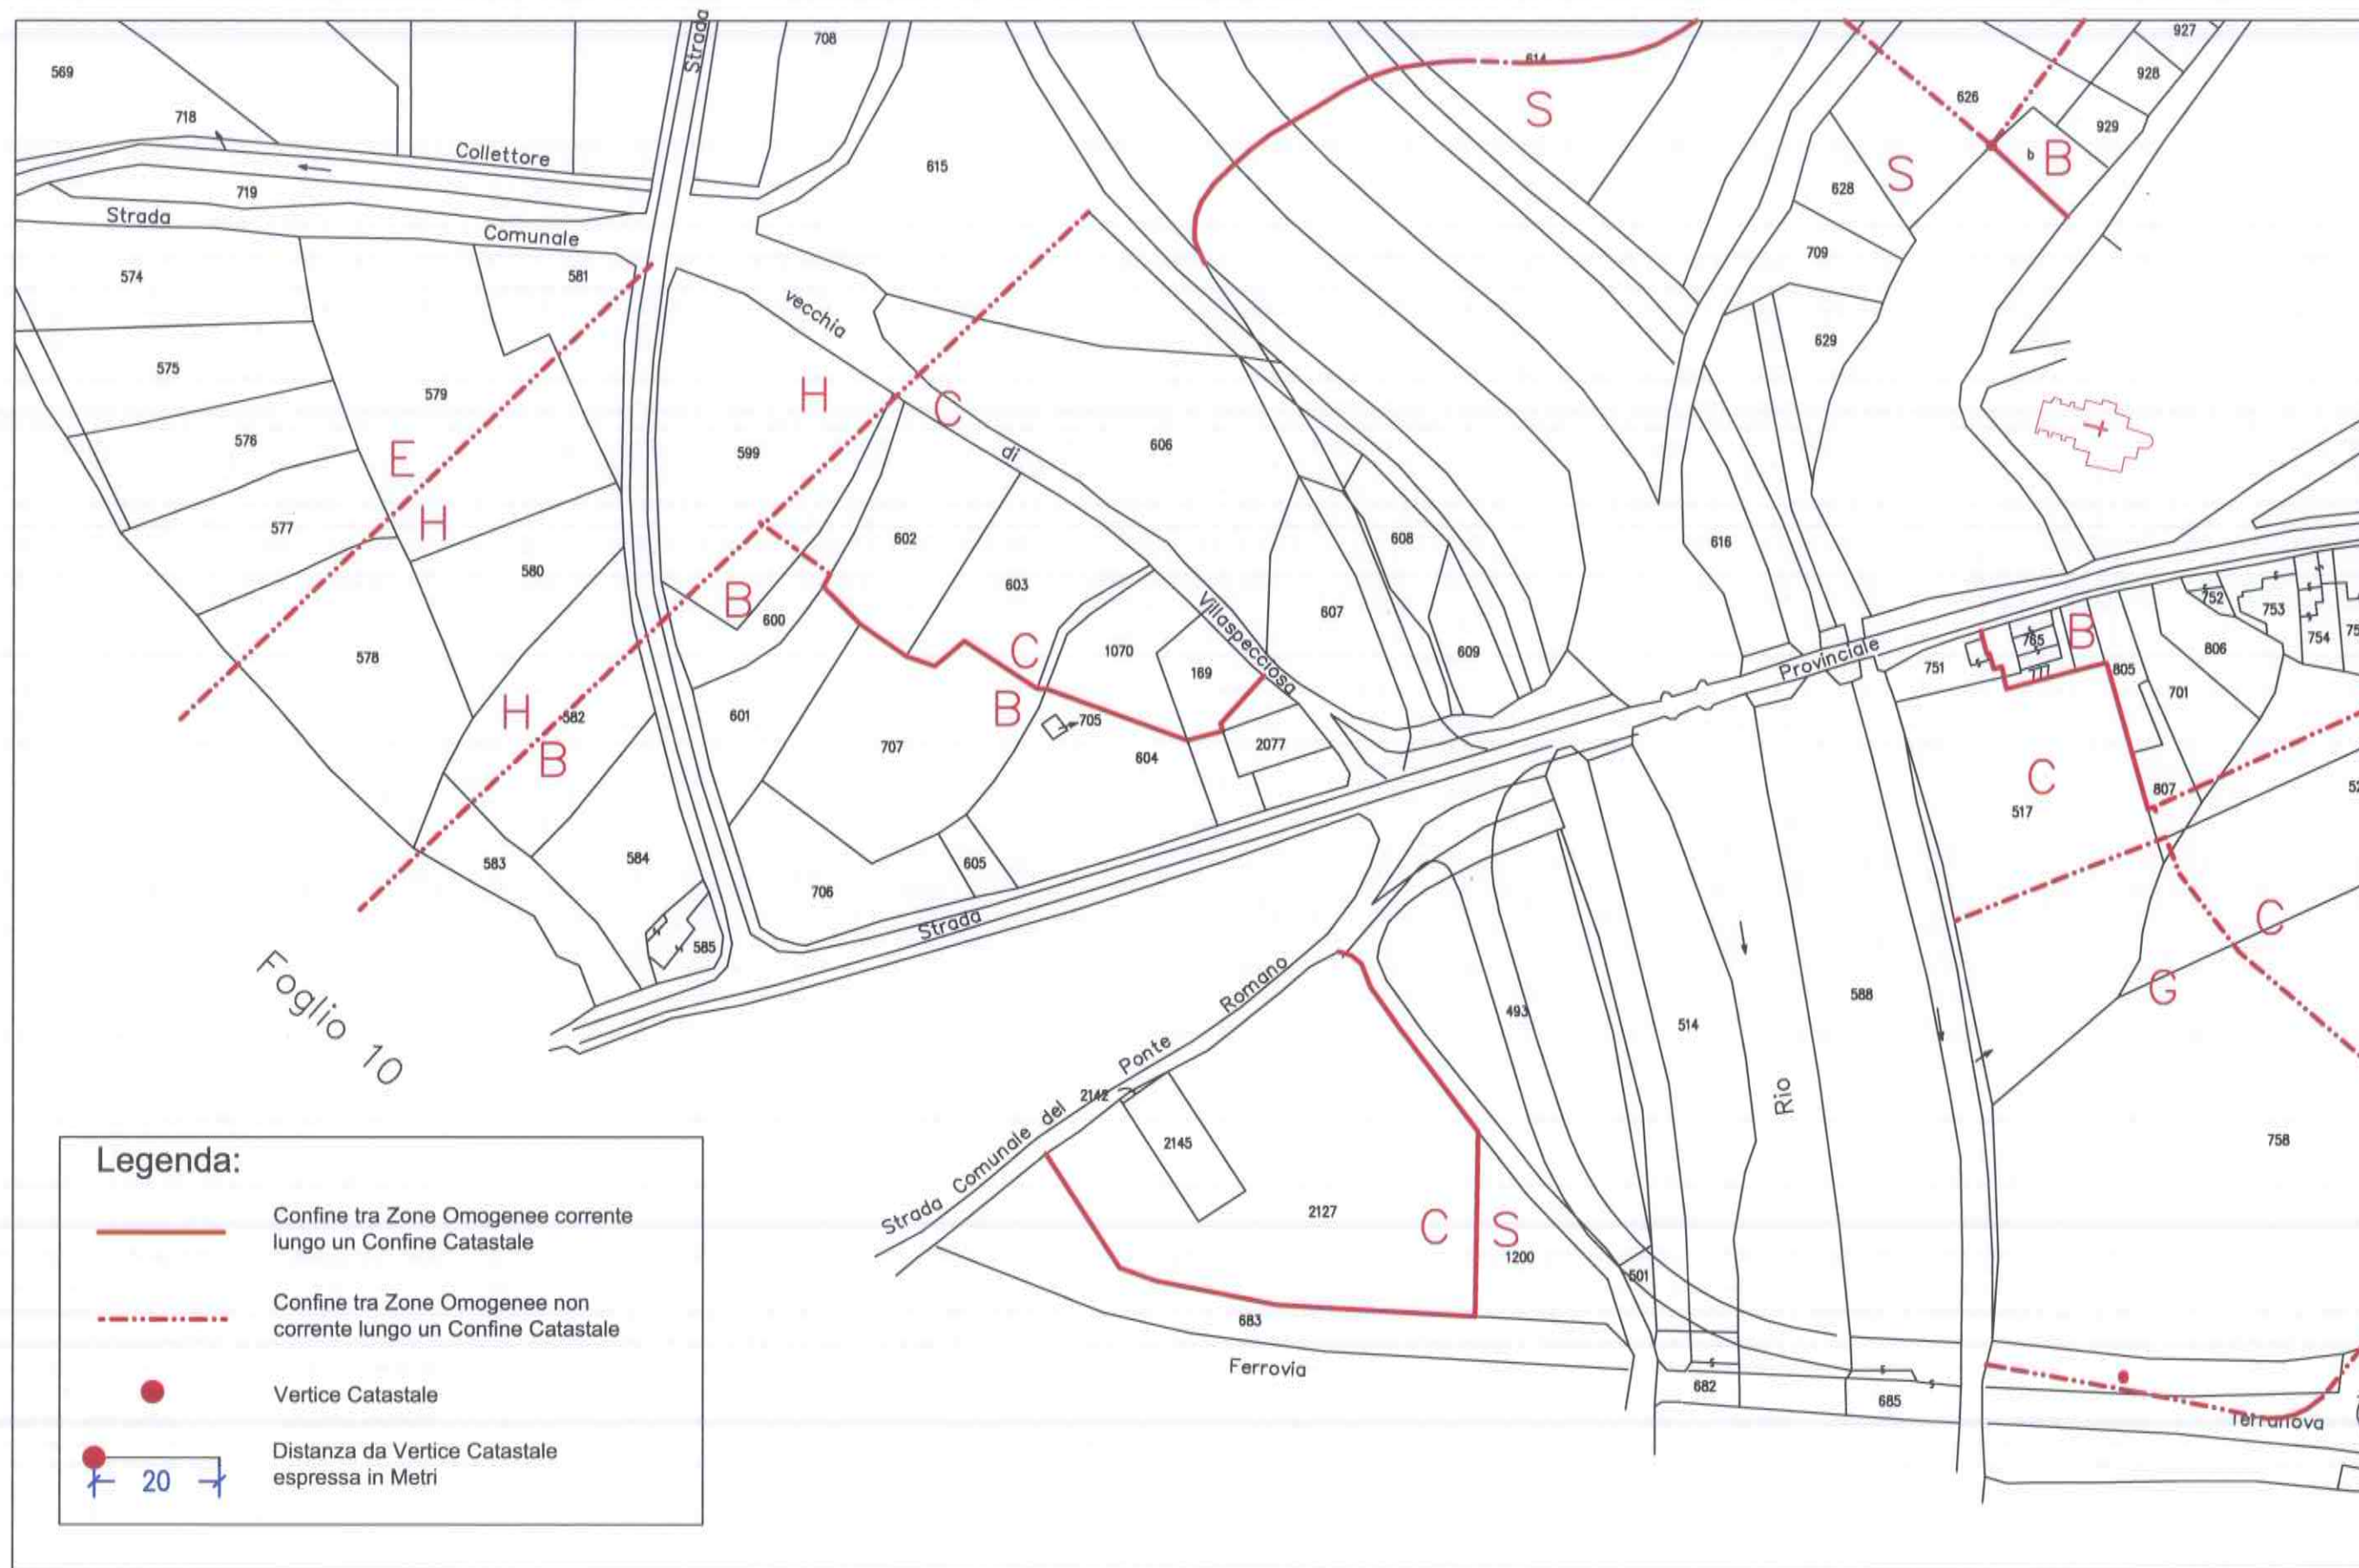 Strada
708
927
569
614
928
626
718
S
929
Collettore
615
b
B
S
628
719
Strada
Comunale
709
574
581
vecchia
629
575
579
H
C
576
E
599
di
606
577
H
602
608
616
580
603
B
600
Villaspecciosa
607
752
753
754
765
B
C
1070
609
Provinciale
751
777
805
806
578
169
701
H
582
B
601
B
705
707
604
2077
B
C
807
517
583
584
605
706
Strada
585
C
Foglio 10
Romano
G
588
493
514
Ponte
2142
Rio
Strada Comunale del
2145
758
2127
C
S
1200
501
683
Ferrovia
682
685
Terranova
Legenda:
Confine tra Zone Omogenee corrente
lungo un Confine Catastale
Confine tra Zone Omogenee non
corrente lungo un Confine Catastale
Vertice Catastale
Distanza da Vertice Catastale
espressa in Metri
20